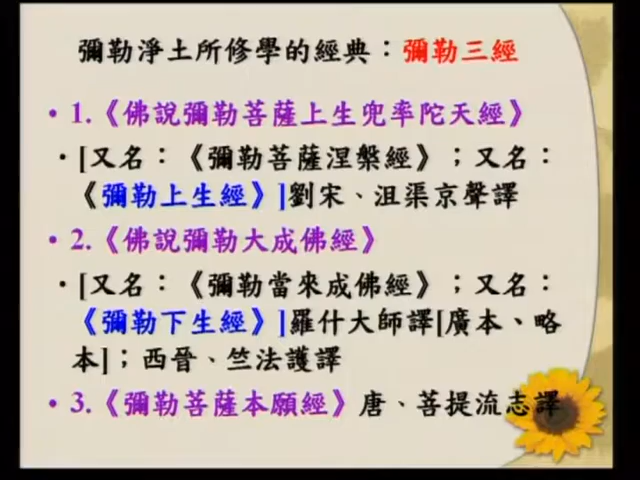 彌勒淨土所修學的經典：彌勒三經
• 1.《佛說彌勒菩薩上生兜率陀天經》
• [又名：《彌勒菩薩涅槃經》；又名：
《彌勒上生經》]劉宋、沮渠京聲譯
• 2.《佛說彌勒大成佛經》
• [又名：《彌勒當來成佛經》；又名：
《彌勒下生經》]羅什大師譯[廣本、略
本]；西晉、竺法護譯
• 3.《彌勒菩薩本願經》唐、菩提流志譯